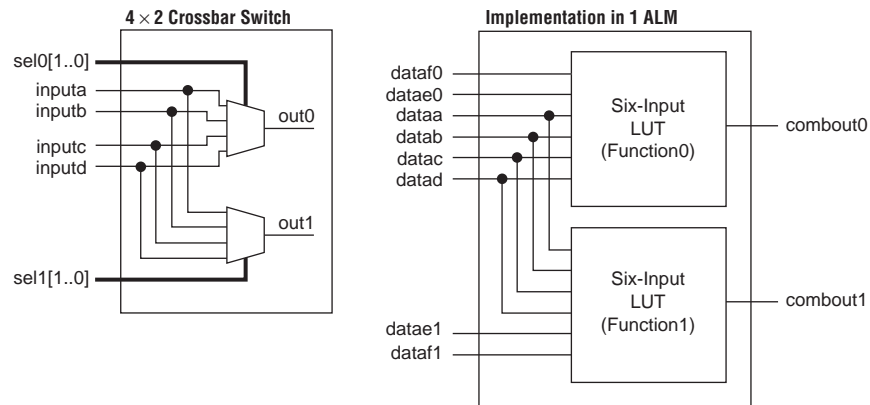 4 × 2 Crossbar Switch
sel0[1..0]
inputa
inputb
inputc
inputd
out0
out1
sel1[1..0]
Implementation in 1 ALM
dataf0
datae0
dataa
datab
datac
datad
Six-Input
LUT
(Function0)
combout0
Six-Input
LUT
(Function1)
combout1
datae1
dataf1